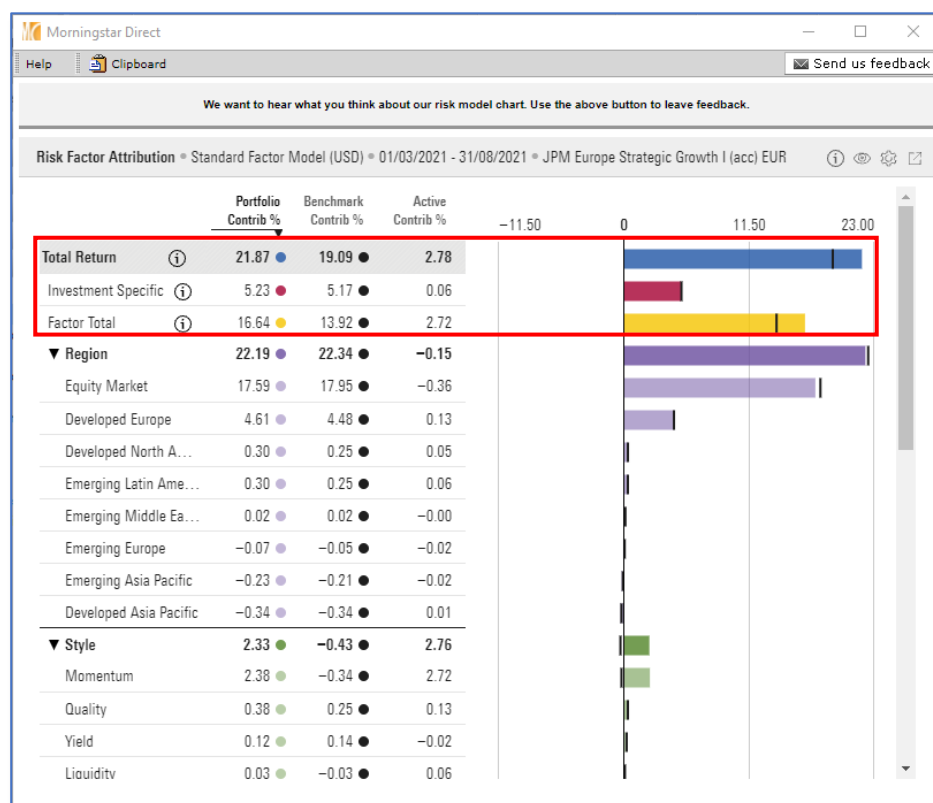 Morningstar Direct
Help Clipboard Send us feedback
We want to hear what you think about our risk model chart. Use the above button to leave feedback.
Risk Factor Attribution • Standard Factor Model (USD) • 01/03/2021 - 31/08/2021 • JPM Europe Strategic Growth I (acc) EUR
Portfolio Benchmark Active
Contrib % Contrib % Contrib % −11.50 0 11.50 23.00
Total Return 21.87 19.09 2.78
Investment Specific 5.23 5.17 0.06
Factor Total 16.64 13.92 2.72
▼ Region 22.19 22.34 −0.15
Equity Market 17.59 17.95 −0.36
Developed Europe 4.61 4.48 0.13
Developed North A... 0.30 0.25 0.05
Emerging Latin Ame... 0.30 0.25 0.06
Emerging Middle Ea... 0.02 0.02 −0.00
Emerging Europe −0.07 −0.05 −0.02
Emerging Asia Pacific −0.23 −0.21 −0.02
Developed Asia Pacific −0.34 −0.34 0.01
▼ Style 2.33 −0.43 2.76
Momentum 2.38 −0.34 2.72
Quality 0.38 0.25 0.13
Yield 0.12 0.14 −0.02
Liquidity 0.03 −0.03 0.06